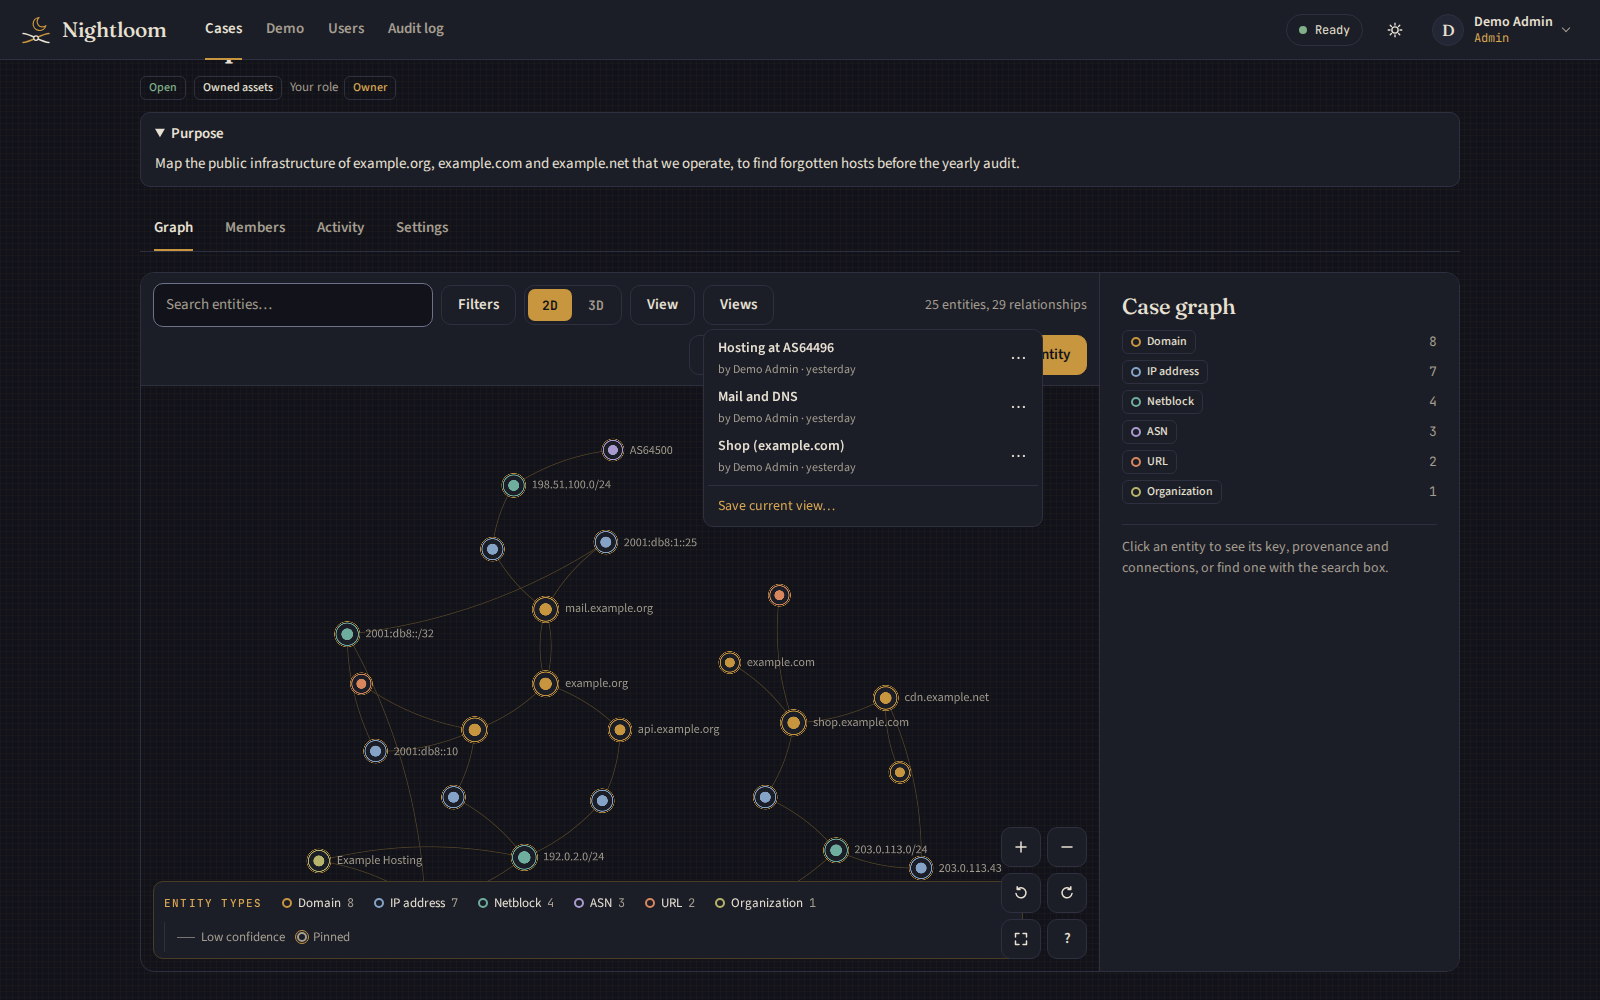 Nightloom
Cases
Demo
Users
Audit log
Ready
D
Demo Admin
Admin
Open
Owned assets
Your role
Owner
Purpose
Map the public infrastructure of example.org, example.com and example.net that we operate, to find forgotten hosts before the yearly audit.
Graph
Members
Activity
Settings
Search entities...
Filters
2D
3D
View
Views
25 entities, 29 relationships
Hosting at AS64496
by Demo Admin · yesterday
...
Mail and DNS
by Demo Admin · yesterday
...
Shop (example.com)
by Demo Admin · yesterday
...
Save current view...
Case graph
Domain 8
IP address 7
Netblock 4
ASN 3
URL 2
Organization 1
Click an entity to see its key, provenance and
connections, or find one with the search box.
AS64500
198.51.100.0/24
2001:db8:1::25
mail.example.org
2001:db8::/32
example.com
example.org
cdn.example.net
shop.example.com
api.example.org
2001:db8::10
203.0.113.0/24
192.0.2.0/24
Example Hosting
203.0.113.43
ENTITY TYPES
Domain 8
IP address 7
Netblock 4
ASN 3
URL 2
Organization 1
Low confidence
Pinned
+
−
?